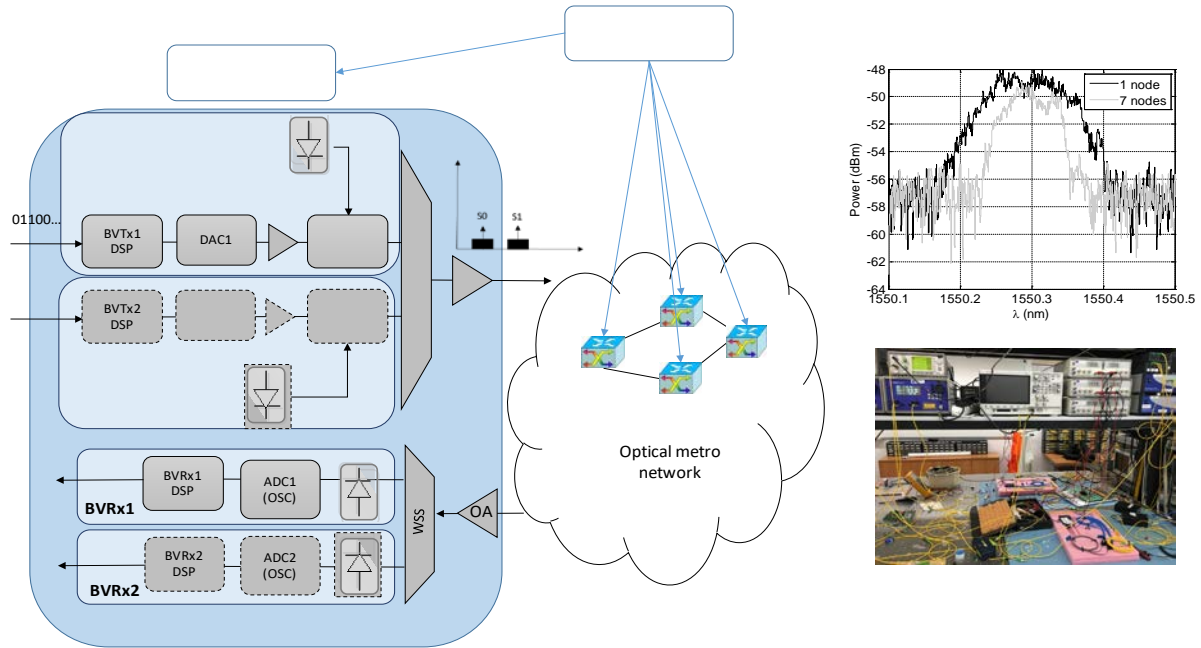 01100...
BVTx1
DSP
DAC1
BVTx2
DSP
S0
S1
BVRx1
DSP
ADC1
(OSC)
BVRx1
BVRx2
DSP
ADC2
(OSC)
BVRx2
WSS
OA
Optical metro
network
-48
-50
-52
-54
-56
-58
-60
-62
-64
Power (dBm)
1 node
7 nodes
1550.1
1550.2
1550.3
1550.4
1550.5
λ (nm)